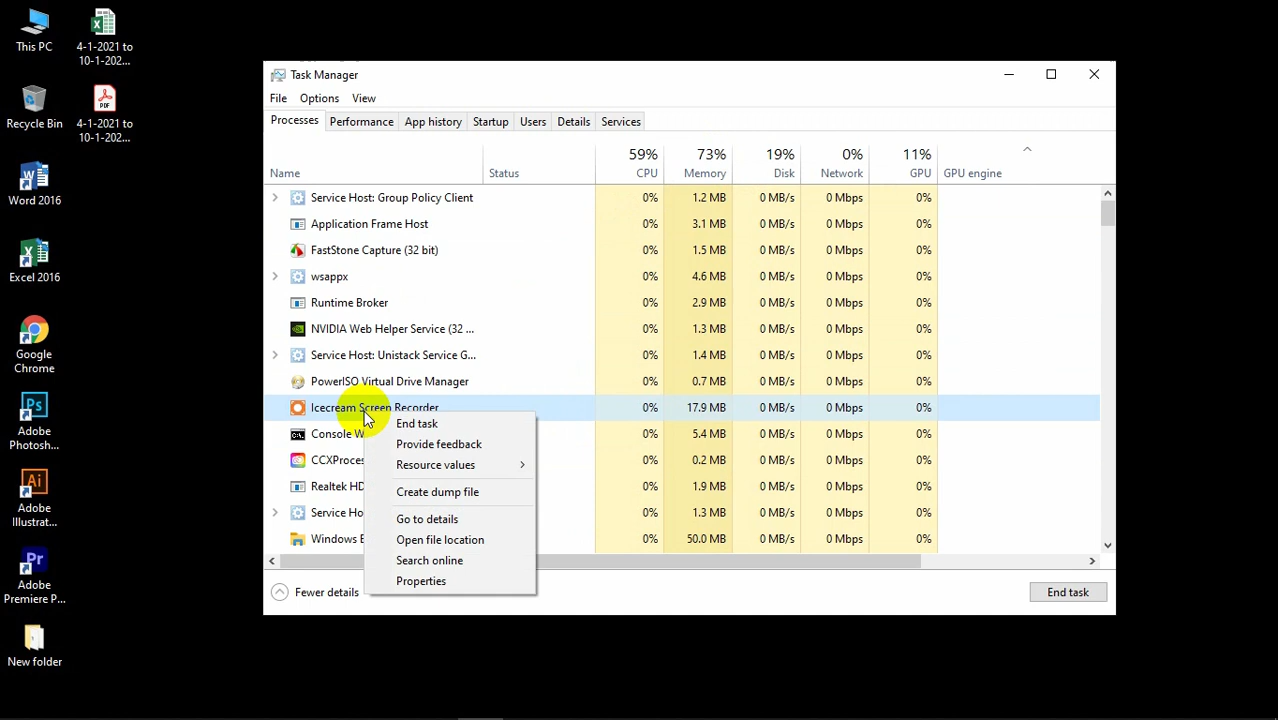 This PC
4-1-2021 to
10-1-202...
Recycle Bin
4-1-2021 to
10-1-202...
Word 2016
Excel 2016
Google
Chrome
Adobe
Photosh...
Adobe
Illustrat...
Adobe
Premiere P...
New folder
Task Manager
File Options View
Processes Performance App history Startup Users Details Services
59% 73% 19% 0% 11%
Name Status CPU Memory Disk Network GPU GPU engine
Service Host: Group Policy Client 0% 1.2 MB 0 MB/s 0 Mbps 0%
Application Frame Host 0% 3.1 MB 0 MB/s 0 Mbps 0%
FastStone Capture (32 bit) 0% 1.5 MB 0 MB/s 0 Mbps 0%
wsappx 0% 4.6 MB 0 MB/s 0 Mbps 0%
Runtime Broker 0% 2.9 MB 0 MB/s 0 Mbps 0%
NVIDIA Web Helper Service (32 ... 0% 1.3 MB 0 MB/s 0 Mbps 0%
Service Host: Unistack Service G... 0% 1.4 MB 0 MB/s 0 Mbps 0%
PowerISO Virtual Drive Manager 0% 0.7 MB 0 MB/s 0 Mbps 0%
Icecream Screen Recorder 0% 17.9 MB 0 MB/s 0 Mbps 0%
Console W 0% 5.4 MB 0 MB/s 0 Mbps 0%
CCXProces 0% 0.2 MB 0 MB/s 0 Mbps 0%
Realtek HD 0% 1.9 MB 0 MB/s 0 Mbps 0%
Service Ho 0% 1.3 MB 0 MB/s 0 Mbps 0%
Windows E 0% 50.0 MB 0 MB/s 0 Mbps 0%
End task
Provide feedback
Resource values
Create dump file
Go to details
Open file location
Search online
Properties
Fewer details
End task